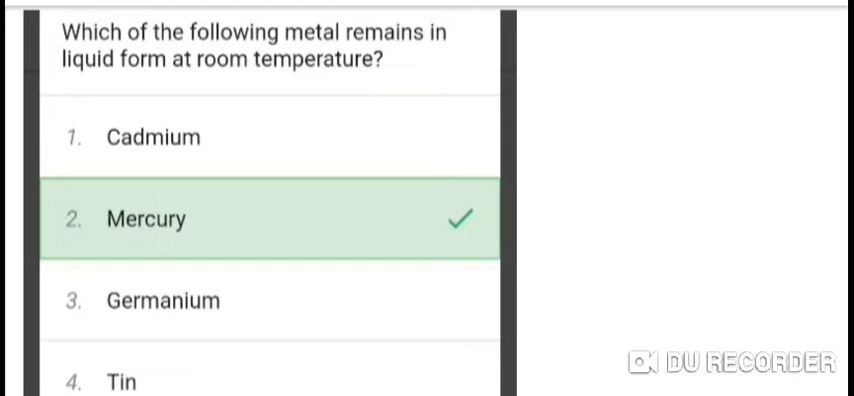 Which of the following metal remains in
liquid form at room temperature?
1. Cadmium
2. Mercury
3. Germanium
4. Tin
DU RECORDER